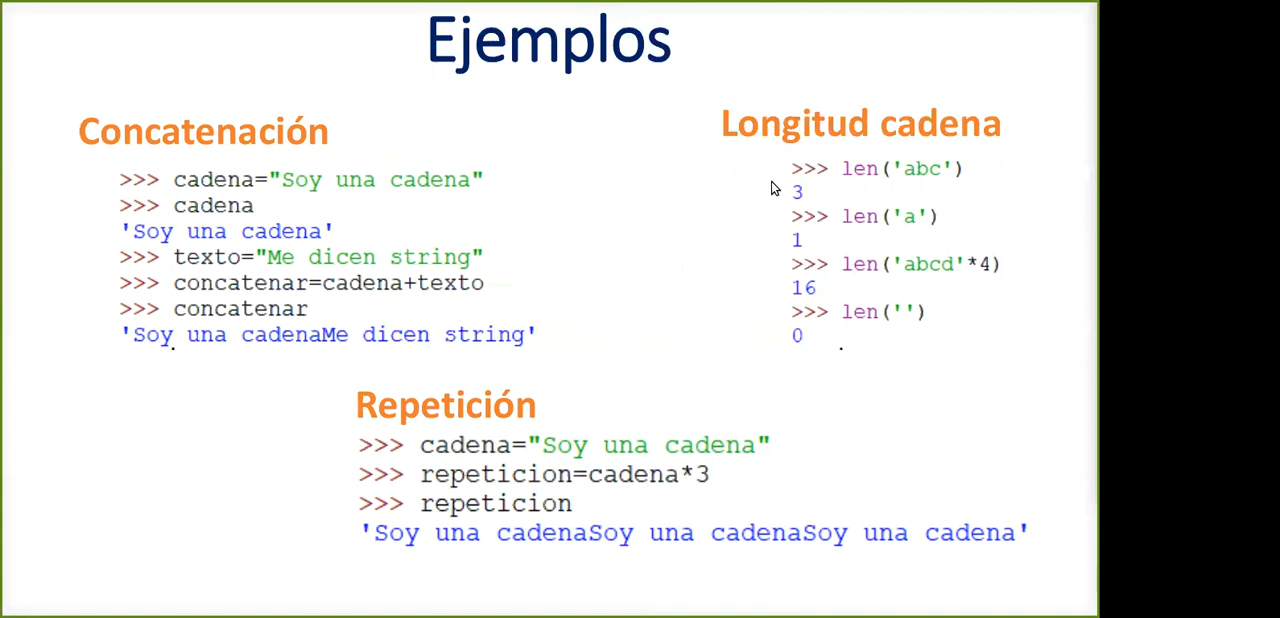 Ejemplos
Concatenación
>>> cadena="Soy una cadena"
>>> cadena
'Soy una cadena'
>>> texto="Me dicen string"
>>> concatenar=cadena+texto
>>> concatenar
'Soy una cadenaMe dicen string'
Longitud cadena
>>> len('abc')
3
>>> len('a')
1
>>> len('abcd'*4)
16
>>> len('')
0
Repetición
>>> cadena="Soy una cadena"
>>> repeticion=cadena*3
>>> repeticion
'Soy una cadenaSoy una cadenaSoy una cadena'